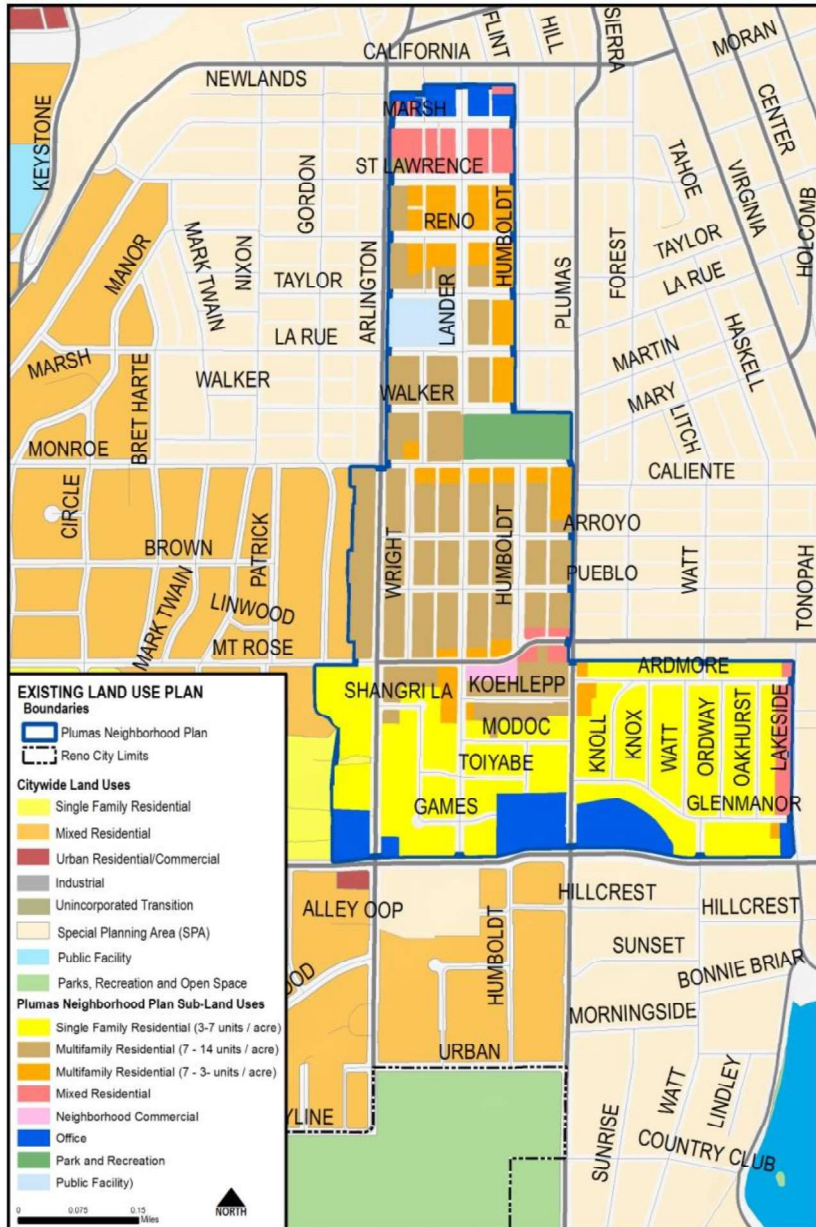 SIERRA
FLINT
HILL
MORAN
CALIFORNIA
NEWLANDS
CENTER
KEYSTONE
MARSH
TAHOE
VIRGINIA
ST LAWRENCE
GORDON
HOLCOMB
RENO
HUMBOLDT
MANOR
MARK TWAIN
NIXON
ARLINGTON
LANDER
PLUMAS
FOREST
TAYLOR
TAYLOR
LA RUE
LA RUE
MARSH
BRET HARTE
WALKER
WALKER
MARTIN
HASKELL
MARY
LITCH
MONROE
CALIENTE
CIRCLE
ARROYO
BROWN
PATRICK
WRIGHT
HUMBOLDT
PUEBLO
WATT
TONOPAH
MARK TWAIN
LINWOOD
MT ROSE
ARDMORE
SHANGRI LA
KOEHLEPP
MODOC
TOIYABE
KNOLL
KNOX
WATT
ORDWAY
OAKHURST
LAKESIDE
GAMES
GLENMANOR
ALLEY OOP
HILLCREST
HILLCREST
HUMBOLDT
SUNSET
BONNIE BRIAR
OOD
MORNINGSIDE
URBAN
YLINE
SUNRISE
WATT
LINDLEY
COUNTRY CLUB
EXISTING LAND USE PLAN
Boundaries
Plumas Neighborhood Plan
Reno City Limits
Citywide Land Uses
Single Family Residential
Mixed Residential
Urban Residential/Commercial
Industrial
Unincorporated Transition
Special Planning Area (SPA)
Public Facility
Parks, Recreation and Open Space
Plumas Neighborhood Plan Sub-Land Uses
Single Family Residential (3-7 units / acre)
Multifamily Residential (7 - 14 units / acre)
Multifamily Residential (7 - 3- units / acre)
Mixed Residential
Neighborhood Commercial
Office
Park and Recreation
Public Facility)
0 0.075 0.15
Miles
NORTH